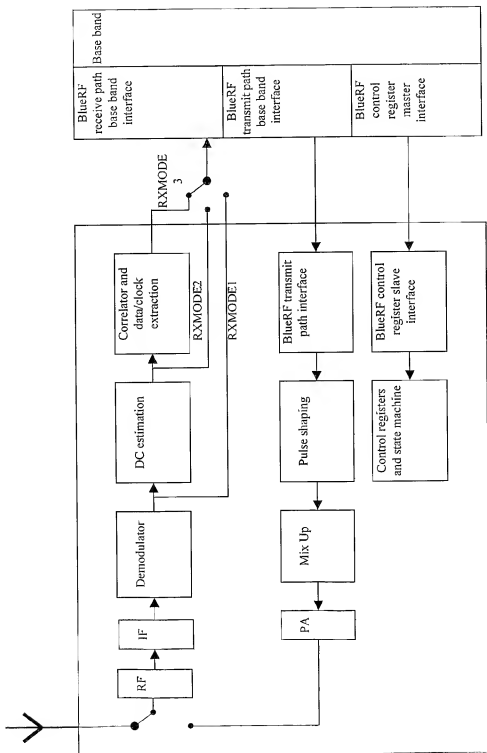 RF
IF
Demodulator
DC estimation
Correlator and
data/clock
extraction
RXMODE
3
RXMODE2
RXMODE1
PA
Mix Up
Pulse shaping
BlueRF transmit
path interface
Control registers
and state machine
BlueRF control
register slave
interface
BlueRF
receive path
base band
interface
BlueRF
transmit path
base band
interface
BlueRF
control
register
master
interface
Base band